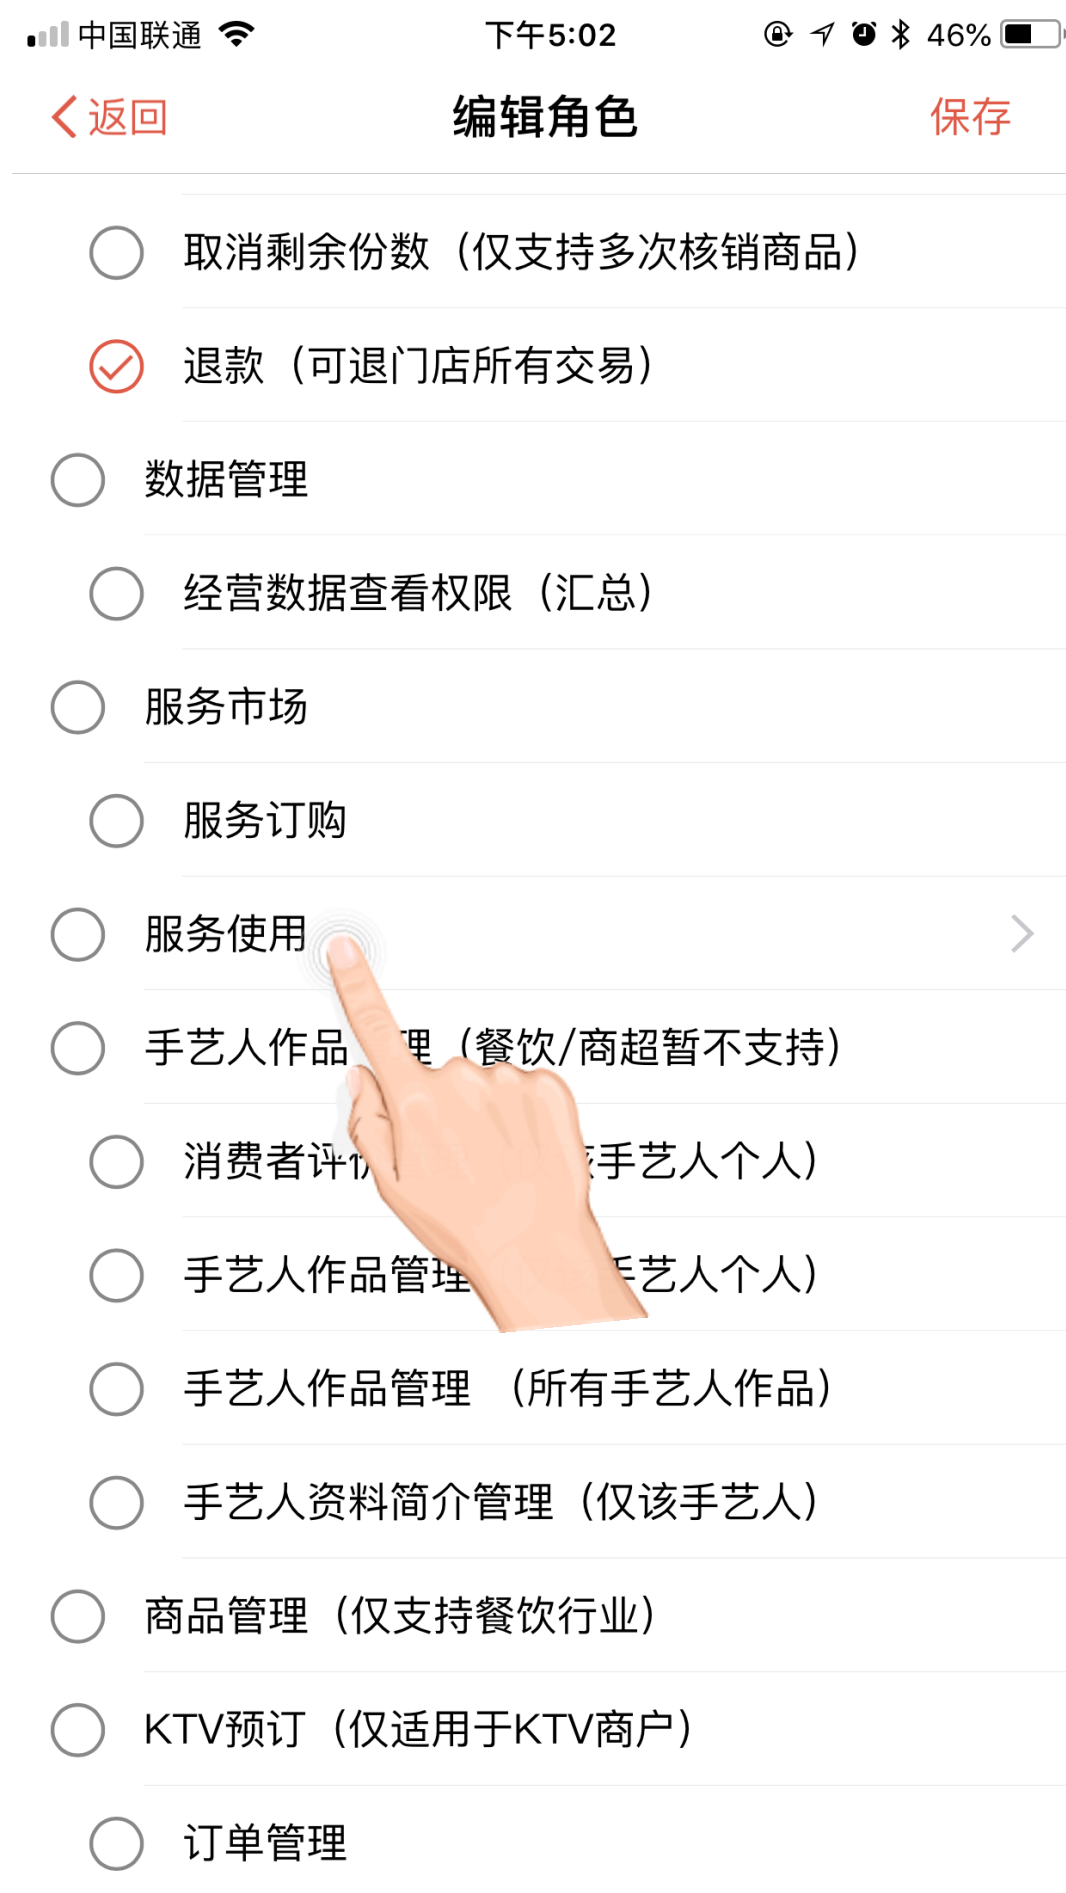 中国联通 下午5:02 46%
返回 编辑角色 保存
取消剩余份数（仅支持多次核销商品）
退款（可退门店所有交易）
数据管理
经营数据查看权限（汇总）
服务市场
服务订购
服务使用
手艺人作品 理（餐饮/商超暂不支持）
消费者评价 手艺人个人）
手艺人作品管理 手艺人个人）
手艺人作品管理 （所有手艺人作品）
手艺人资料简介管理（仅该手艺人）
商品管理（仅支持餐饮行业）
KTV预订（仅适用于KTV商户）
订单管理